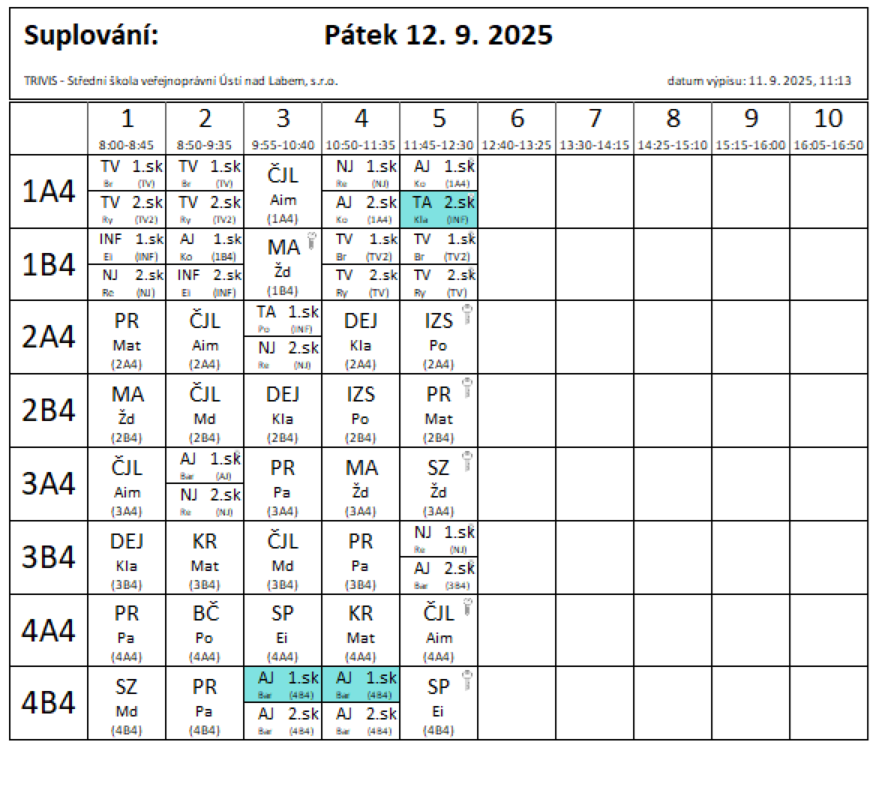 Suplování: Pátek 12. 9. 2025
TRIVIS - Střední škola veřejnoprávní Ústí nad Labem, s.r.o. datum výpisu: 11. 9. 2025, 11:13
1 2 3 4 5 6 7 8 9 10
8:00-8:45 8:50-9:35 9:55-10:40 10:50-11:35 11:45-12:30 12:40-13:25 13:30-14:15 14:25-15:10 15:15-16:00 16:05-16:50
1A4
TV 1.sk
Br (TV)
TV 2.sk
Ry (TV2)
TV 1.sk
Br (TV)
TV 2.sk
Ry (TV2)
ČJL
Aim
(1A4)
NJ 1.sk
Re (NJ)
AJ 2.sk
Ko (1A4)
AJ 1.sk
Ko (1A4)
TA 2.sk
Kla (INF)
1B4
INF 1.sk
Ei (INF)
NJ 2.sk
Re (NJ)
AJ 1.sk
Ko (1B4)
INF 2.sk
Ei (INF)
MA
Žd
(1B4)
TV 1.sk
Br (TV2)
TV 2.sk
Ry (TV)
TV 1.sk
Br (TV2)
TV 2.sk
Ry (TV)
2A4
PR
Mat
(2A4)
ČJL
Aim
(2A4)
TA 1.sk
Po (INF)
NJ 2.sk
Re (NJ)
DEJ
Kla
(2A4)
IZS
Po
(2A4)
2B4
MA
Žd
(2B4)
ČJL
Md
(2B4)
DEJ
Kla
(2B4)
IZS
Po
(2B4)
PR
Mat
(2B4)
3A4
ČJL
Aim
(3A4)
AJ 1.sk
Bar (AJ)
NJ 2.sk
Re (NJ)
PR
Pa
(3A4)
MA
Žd
(3A4)
SZ
Žd
(3A4)
3B4
DEJ
Kla
(3B4)
KR
Mat
(3B4)
ČJL
Md
(3B4)
PR
Pa
(3B4)
NJ 1.sk
Re (NJ)
AJ 2.sk
Bar (3B4)
4A4
PR
Pa
(4A4)
BČ
Po
(4A4)
SP
Ei
(4A4)
KR
Mat
(4A4)
ČJL
Aim
(4A4)
4B4
SZ
Md
(4B4)
PR
Pa
(4B4)
AJ 1.sk
Bar (4B4)
AJ 2.sk
Bar (4B4)
AJ 1.sk
Bar (4B4)
AJ 2.sk
Bar (4B4)
SP
Ei
(4B4)